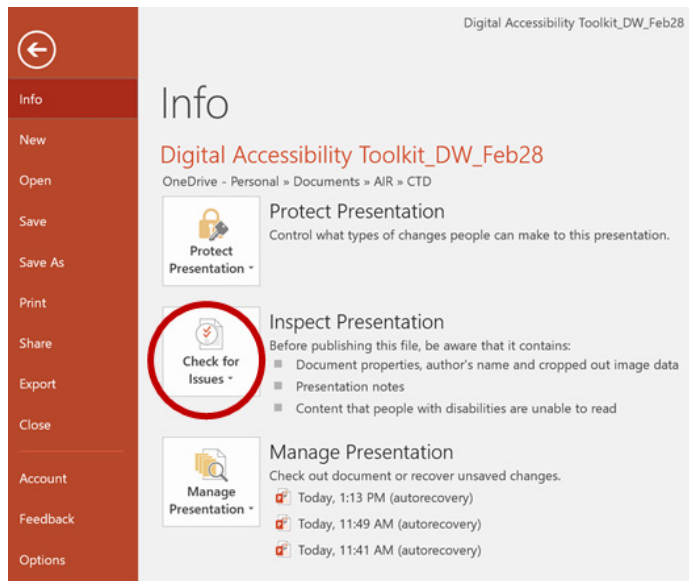 Digital Accessibility Toolkit_DW_Feb28
Info
New
Open
Save
Save As
Print
Share
Export
Close
Account
Feedback
Options
Info
Digital Accessibility Toolkit_DW_Feb28
OneDrive - Personal » Documents » AIR » CTD
Protect
Presentation
Protect Presentation
Control what types of changes people can make to this presentation.
Check for
Issues
Inspect Presentation
Before publishing this file, be aware that it contains:
Document properties, author's name and cropped out image data
Presentation notes
Content that people with disabilities are unable to read
Manage
Presentation
Manage Presentation
Check out document or recover unsaved changes.
Today, 1:13 PM (autorecovery)
Today, 11:49 AM (autorecovery)
Today, 11:41 AM (autorecovery)